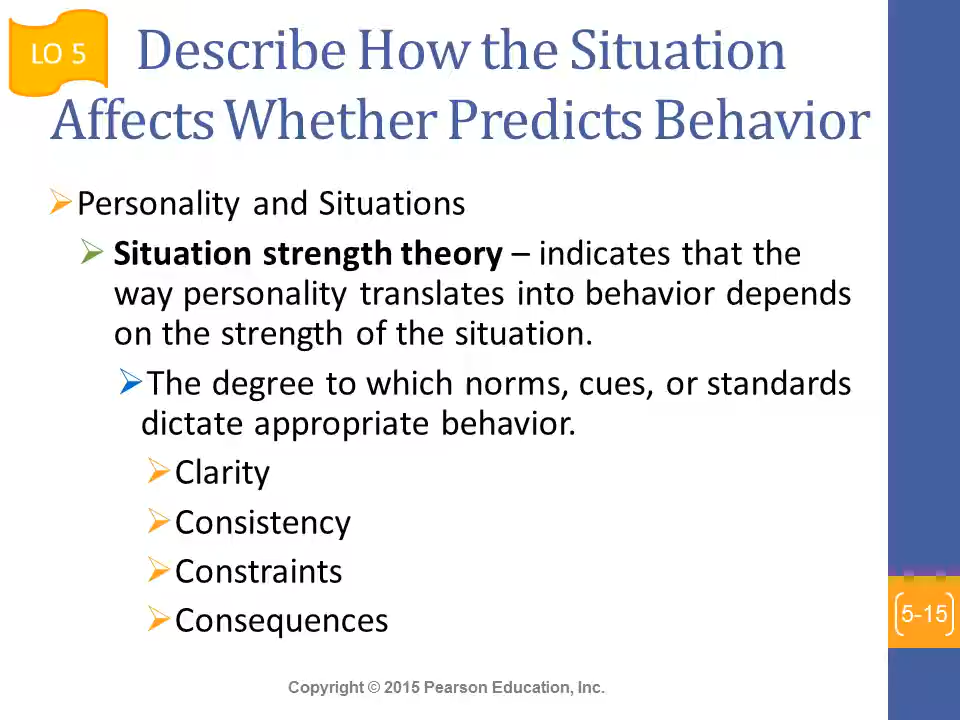 LO 5
Describe How the Situation
Affects Whether Predicts Behavior
Personality and Situations
Situation strength theory – indicates that the
way personality translates into behavior depends
on the strength of the situation.
The degree to which norms, cues, or standards
dictate appropriate behavior.
Clarity
Consistency
Constraints
Consequences
5-15
Copyright © 2015 Pearson Education, Inc.